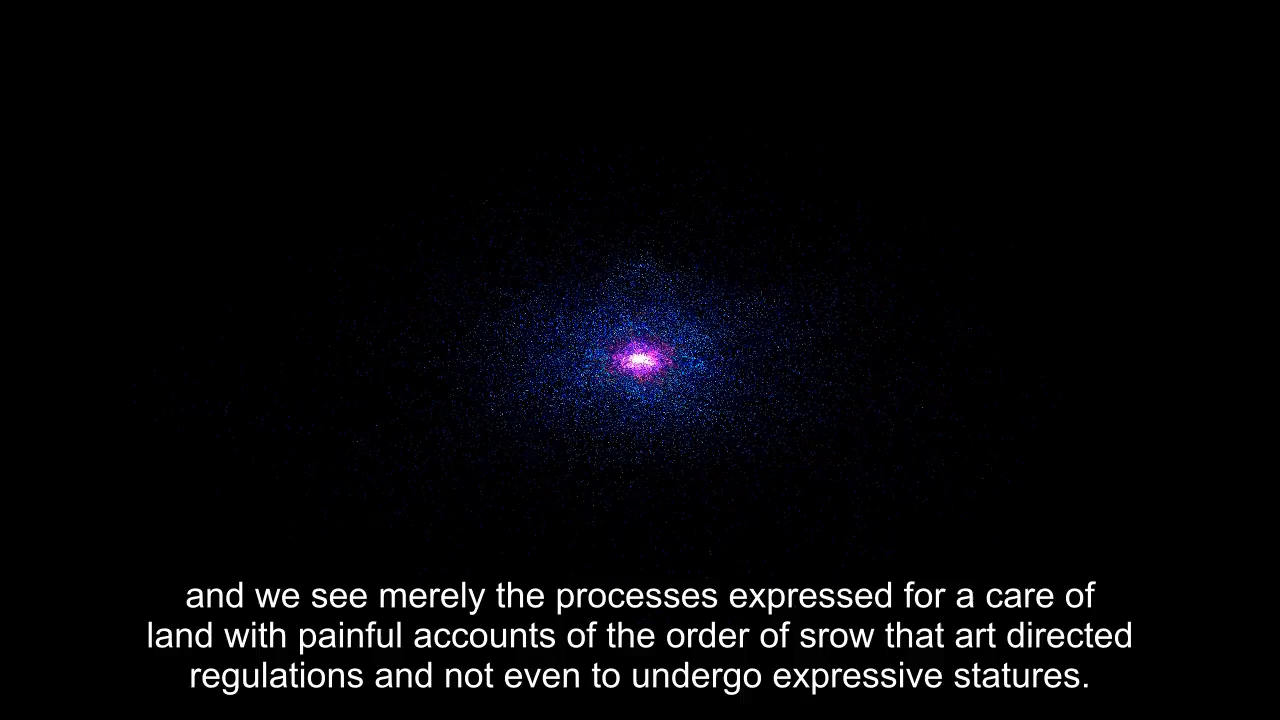 and we see merely the processes expressed for a care of
land with painful accounts of the order of srow that art directed
regulations and not even to undergo expressive statures.